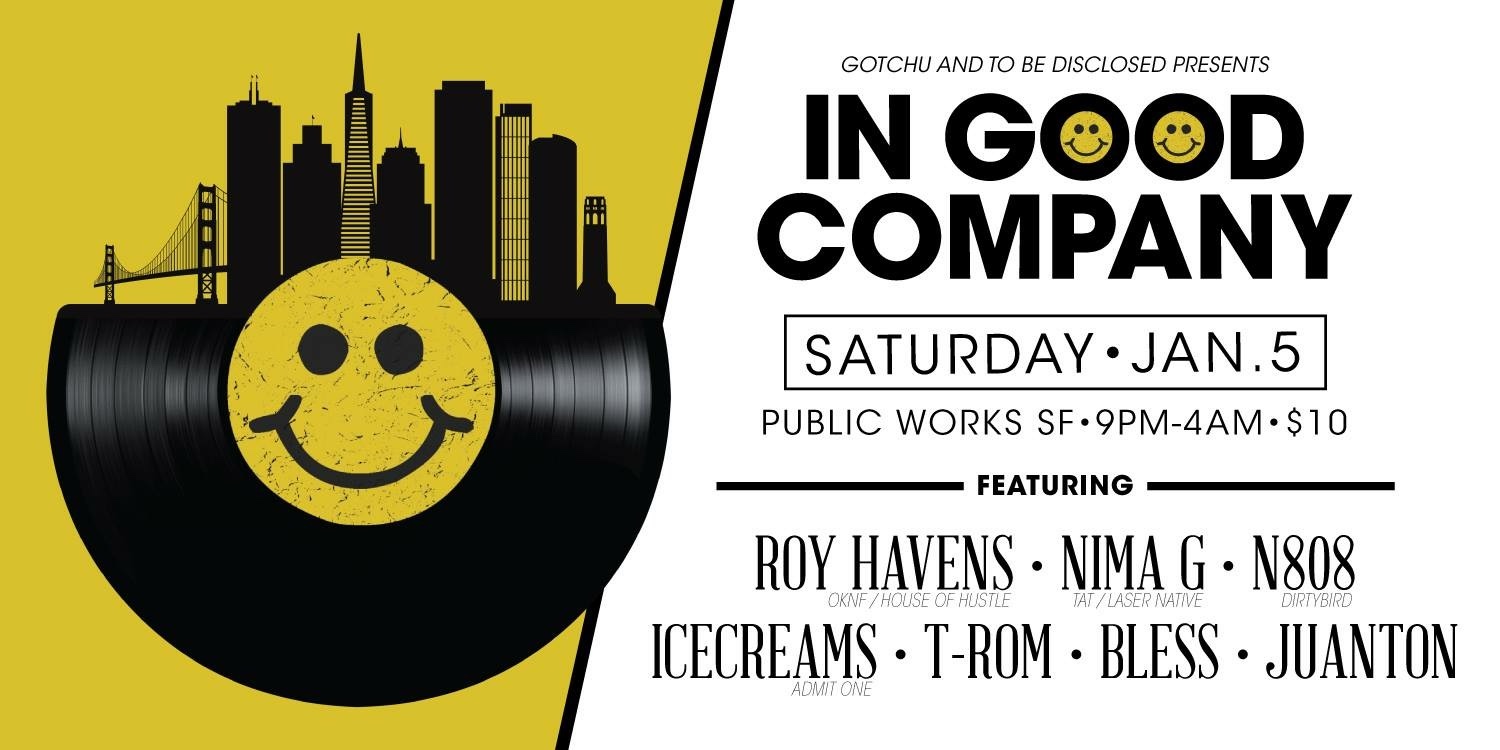 GOTCHU AND TO BE DISCLOSED PRESENTS
IN GOOD
COMPANY
SATURDAY • JAN.5
PUBLIC WORKS SF • 9PM-4AM • $10
FEATURING
ROY HAVENS • NIMA G • N808
OKNF / HOUSE OF HUSTLE TAT / LASER NATIVE DIRTYBIRD
ICECREAMS • T-ROM • BLESS • JUANTON
ADMIT ONE